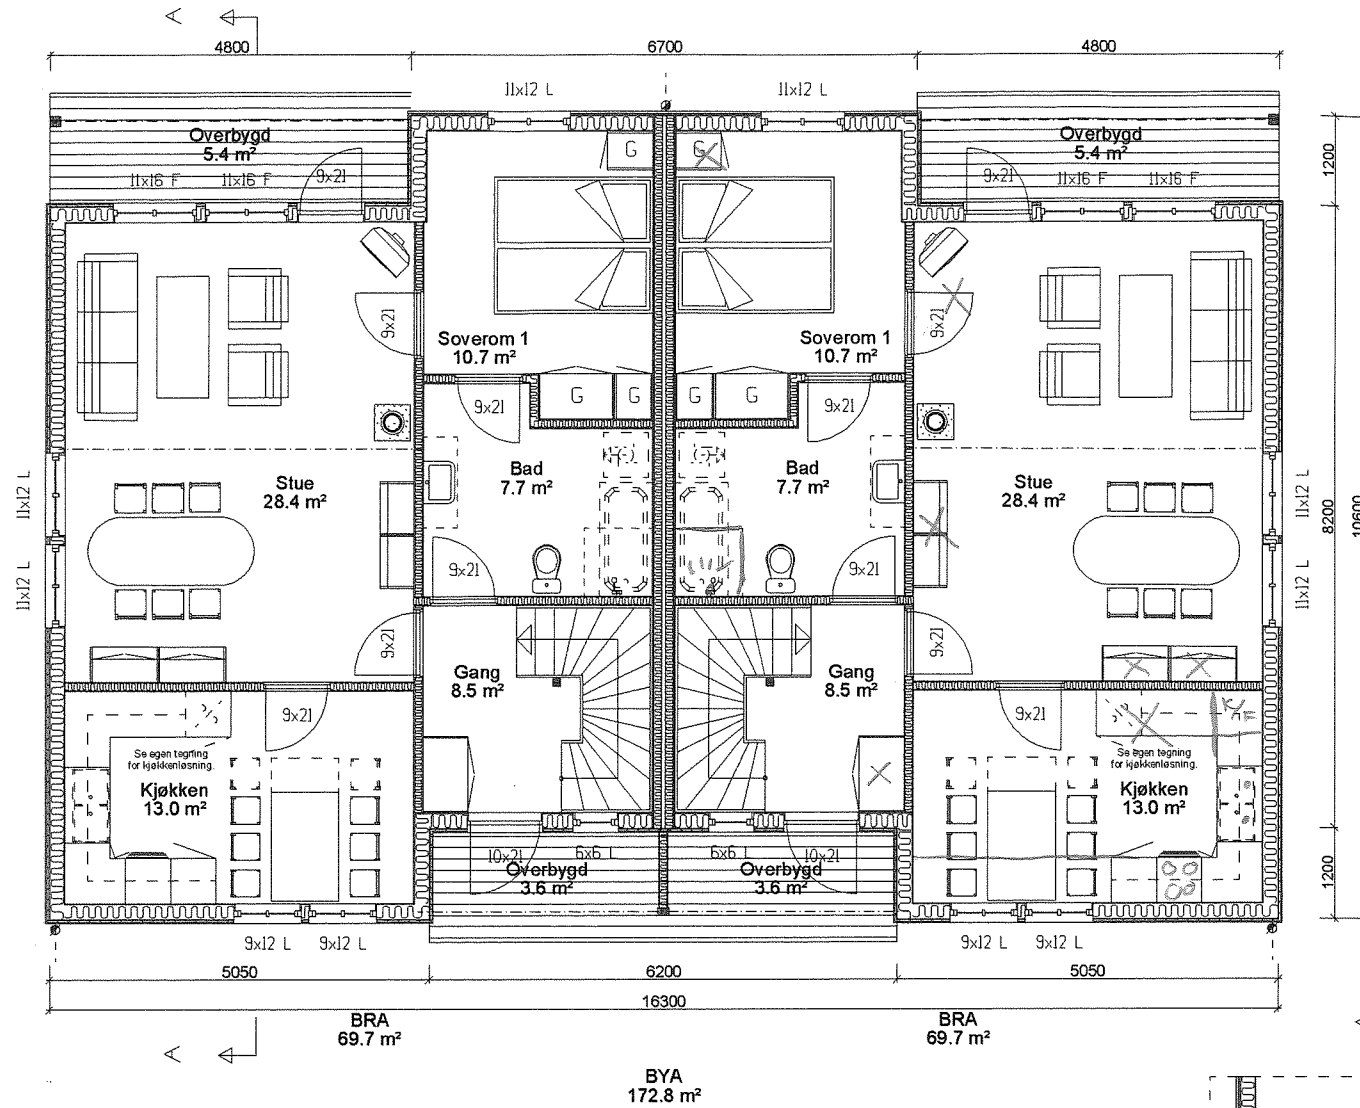 A
4800
6700
4800
11x12 L
11x12 L
Overbygd
5.4 m²
11x16 F
11x16 F
9x21
G
G
Overbygd
5.4 m²
9x21
11x16 F
11x16 F
1200
9x21
9x21
Soverom 1
10.7 m²
Soverom 1
10.7 m²
9x21
G
G
G
G
9x21
11x12 L
11x12 L
Stue
28.4 m²
Bad
7.7 m²
Bad
7.7 m²
Stue
28.4 m²
11x12 L
11x12 L
8200
10600
9x21
9x21
9x21
9x21
Gang
8.5 m²
Gang
8.5 m²
9x21
9x21
Se egen tegning
for kjøkkenløsning.
Kjøkken
13.0 m²
Se egen tegning
for kjøkkenløsning.
Kjøkken
13.0 m²
K/F
10x21
6x6 L
Overbygd
3.6 m²
6x6 L
10x21
Overbygd
3.6 m²
1200
9x12 L
9x12 L
9x12 L
9x12 L
5050
6200
5050
16300
BRA
69.7 m²
BRA
69.7 m²
A
BYA
172.8 m²